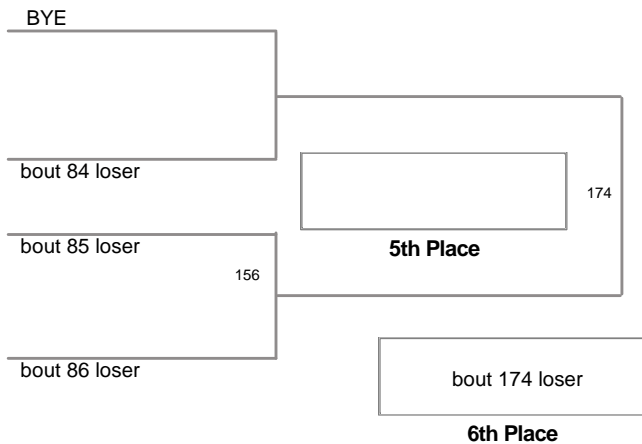 BYE
bout 84 loser
174
bout 85 loser
5th Place
156
bout 86 loser
bout 174 loser
6th Place